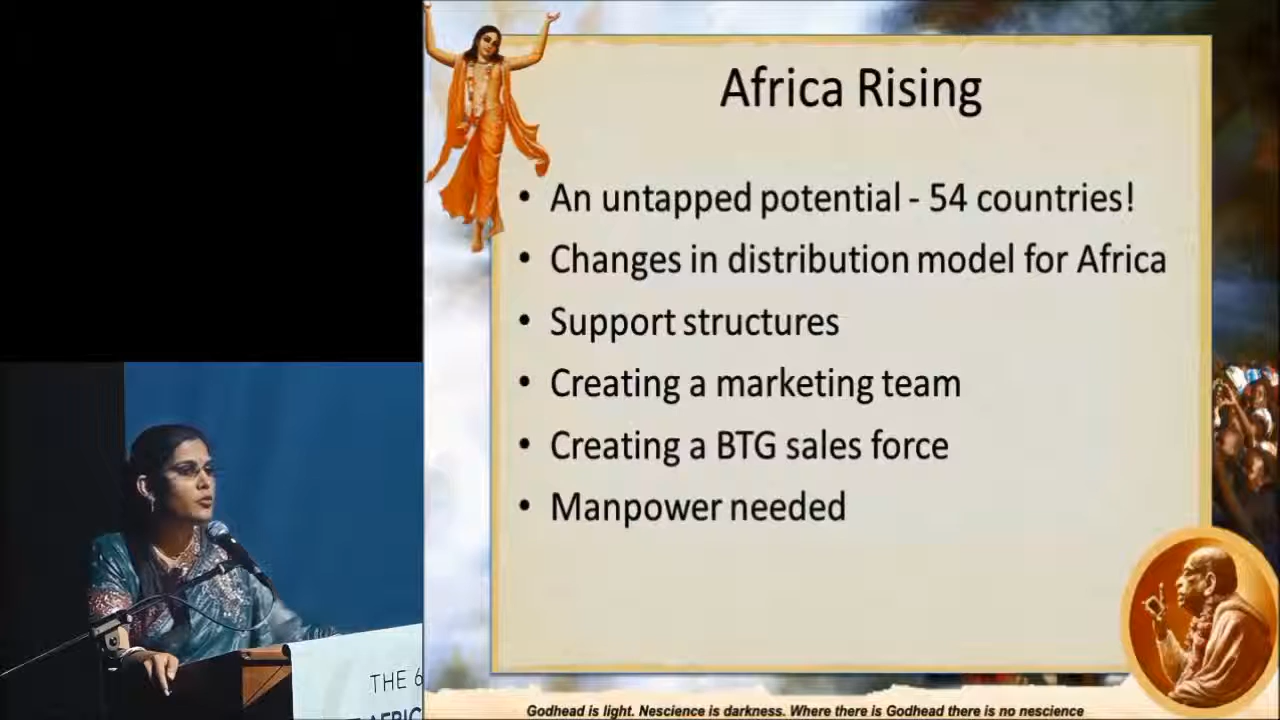 Africa Rising
• An untapped potential - 54 countries!
• Changes in distribution model for Africa
• Support structures
• Creating a marketing team
• Creating a BTG sales force
• Manpower needed
THE 6
AFRIC
Godhead is light. Nescience is darkness. Where there is Godhead there is no nescience